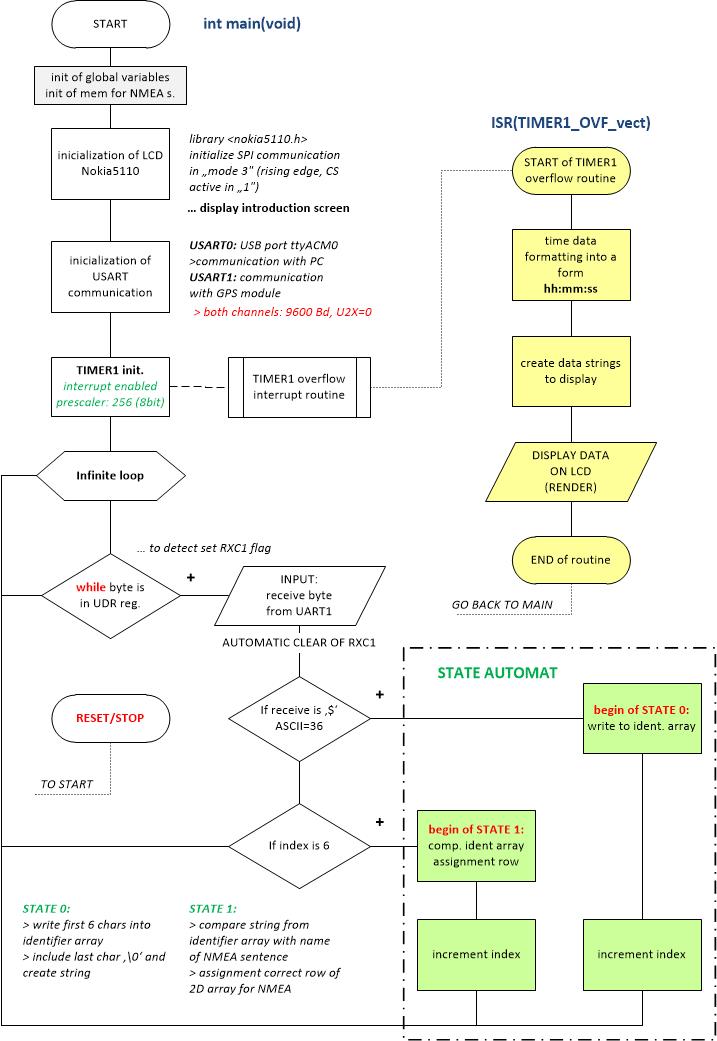 START
int main(void)
init of global variables
init of mem for NMEA s.
inicialization of LCD
Nokia5110
library <nokia5110.h>
initialize SPI communication
in „mode 3" (rising edge, CS
active in „1")
... display introduction screen
inicialization of
USART
communication
USART0: USB port ttyACM0
>communication with PC
USART1: communication
with GPS module
> both channels: 9600 Bd, U2X=0
TIMER1 init.
interrupt enabled
prescaler: 256 (8bit)
TIMER1 overflow
interrupt routine
ISR(TIMER1_OVF_vect)
START of TIMER1
overflow routine
time data
formatting into a
form
hh:mm:ss
create data strings
to display
DISPLAY DATA
ON LCD
(RENDER)
END of routine
GO BACK TO MAIN
Infinite loop
... to detect set RXC1 flag
while byte is
in UDR reg.
+
INPUT:
receive byte
from UART1
AUTOMATIC CLEAR OF RXC1
If receive is ‚$‘
ASCII=36
+
RESET/STOP
TO START
If index is 6
+
STATE AUTOMAT
begin of STATE 0:
write to ident. array
begin of STATE 1:
comp. ident array
assignment row
increment index
increment index
STATE 0:
> write first 6 chars into
identifier array
> include last char ‚\0‘ and
create string
STATE 1:
> compare string from
identifier array with name
of NMEA sentence
> assignment correct row of
2D array for NMEA